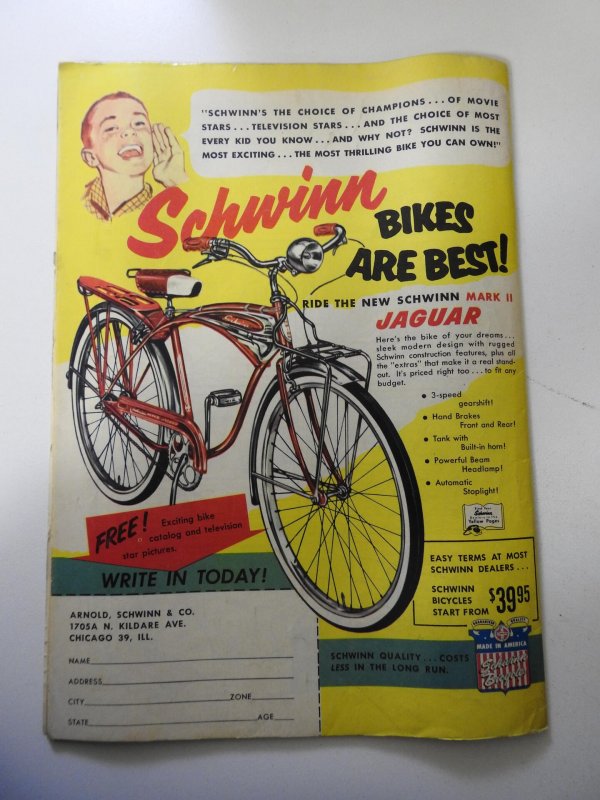 "SCHWINN'S THE CHOICE OF CHAMPIONS...OF MOVIE
STARS...TELEVISION STARS...AND THE CHOICE OF MOST
EVERY KID YOU KNOW...AND WHY NOT? SCHWINN IS THE
MOST EXCITING...THE MOST THRILLING BIKE YOU CAN OWN!"
Schwinn
BIKES
ARE BEST!
RIDE THE NEW SCHWINN MARK II
JAGUAR
Here's the bike of your dreams...
sleek modern design with rugged
Schwinn construction features, plus all
the "extras" that make it a real stand-
out. It's priced right too...to fit any
budget.
• 3-speed
gearshift!
• Hand Brakes
Front and Rear!
• Tank with
Built-in horn!
• Powerful Beam
Headlamp!
• Automatic
Stoplight!
Find Your
Schwinn
Yellow Pages
FREE! Exciting bike
catalog and television
star pictures.
WRITE IN TODAY!
EASY TERMS AT MOST
SCHWINN DEALERS...
SCHWINN
BICYCLES
START FROM $39.95
ARNOLD, SCHWINN & CO.
1705A N. KILDARE AVE.
CHICAGO 39, ILL.
NAME
ADDRESS
CITY ZONE
STATE AGE
SCHWINN QUALITY...COSTS
LESS IN THE LONG RUN.
GUARANTEED QUALITY
MADE IN AMERICA
Schwinn
Bicycles